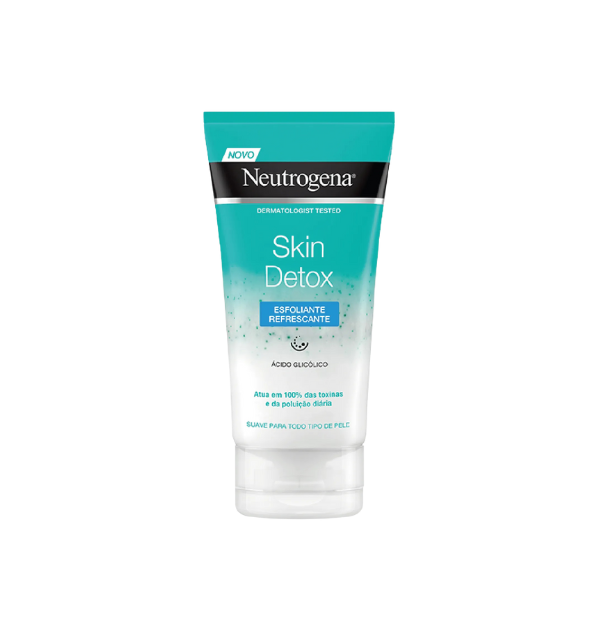 NOVO
Neutrogena®
DERMATOLOGIST TESTED
Skin
Detox
ESFOLIANTE
REFRESCANTE
ÁCIDO GLICÓLICO
Atua em 100% das toxinas
e da poluição diária
SUAVE PARA TODO TIPO DE PELE